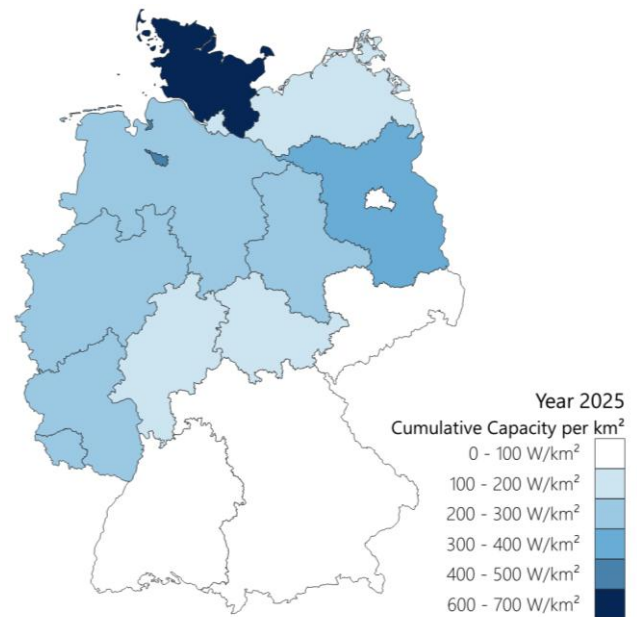 Year 2025
Cumulative Capacity per km²
0 - 100 W/km²
100 - 200 W/km²
200 - 300 W/km²
300 - 400 W/km²
400 - 500 W/km²
600 - 700 W/km²